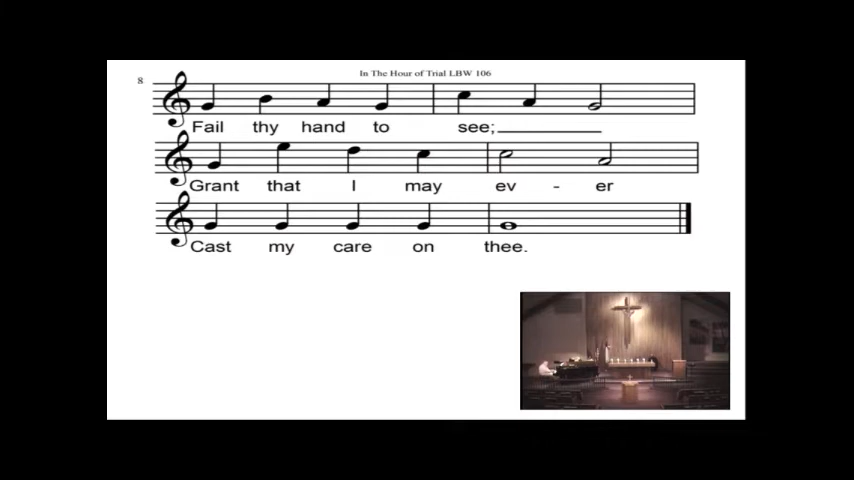 In The Hour of Trial LBW 106
8
Fail thy hand to see;
Grant that I may ev - er
Cast my care on thee.